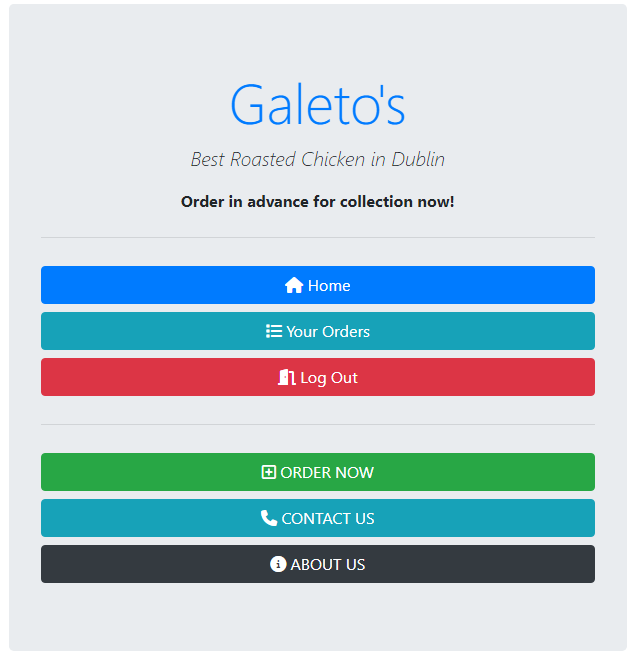 Galeto's
Best Roasted Chicken in Dublin
Order in advance for collection now!
Home
Your Orders
Log Out
ORDER NOW
CONTACT US
ABOUT US